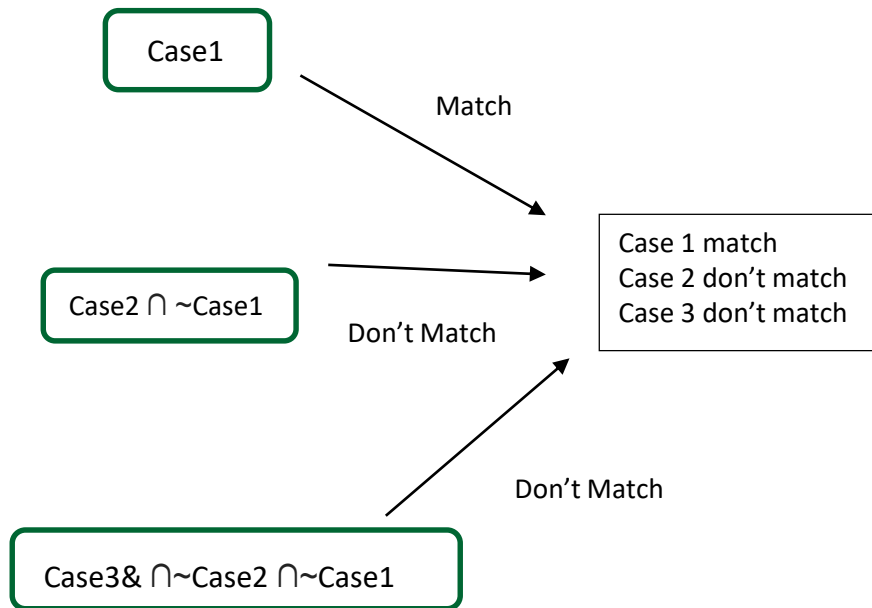 Case1
Match
Case 1 match
Case 2 don't match
Case 3 don't match
Case2 ∩ ~Case1
Don’t Match
Don’t Match
Case3& ∩~Case2 ∩~Case1